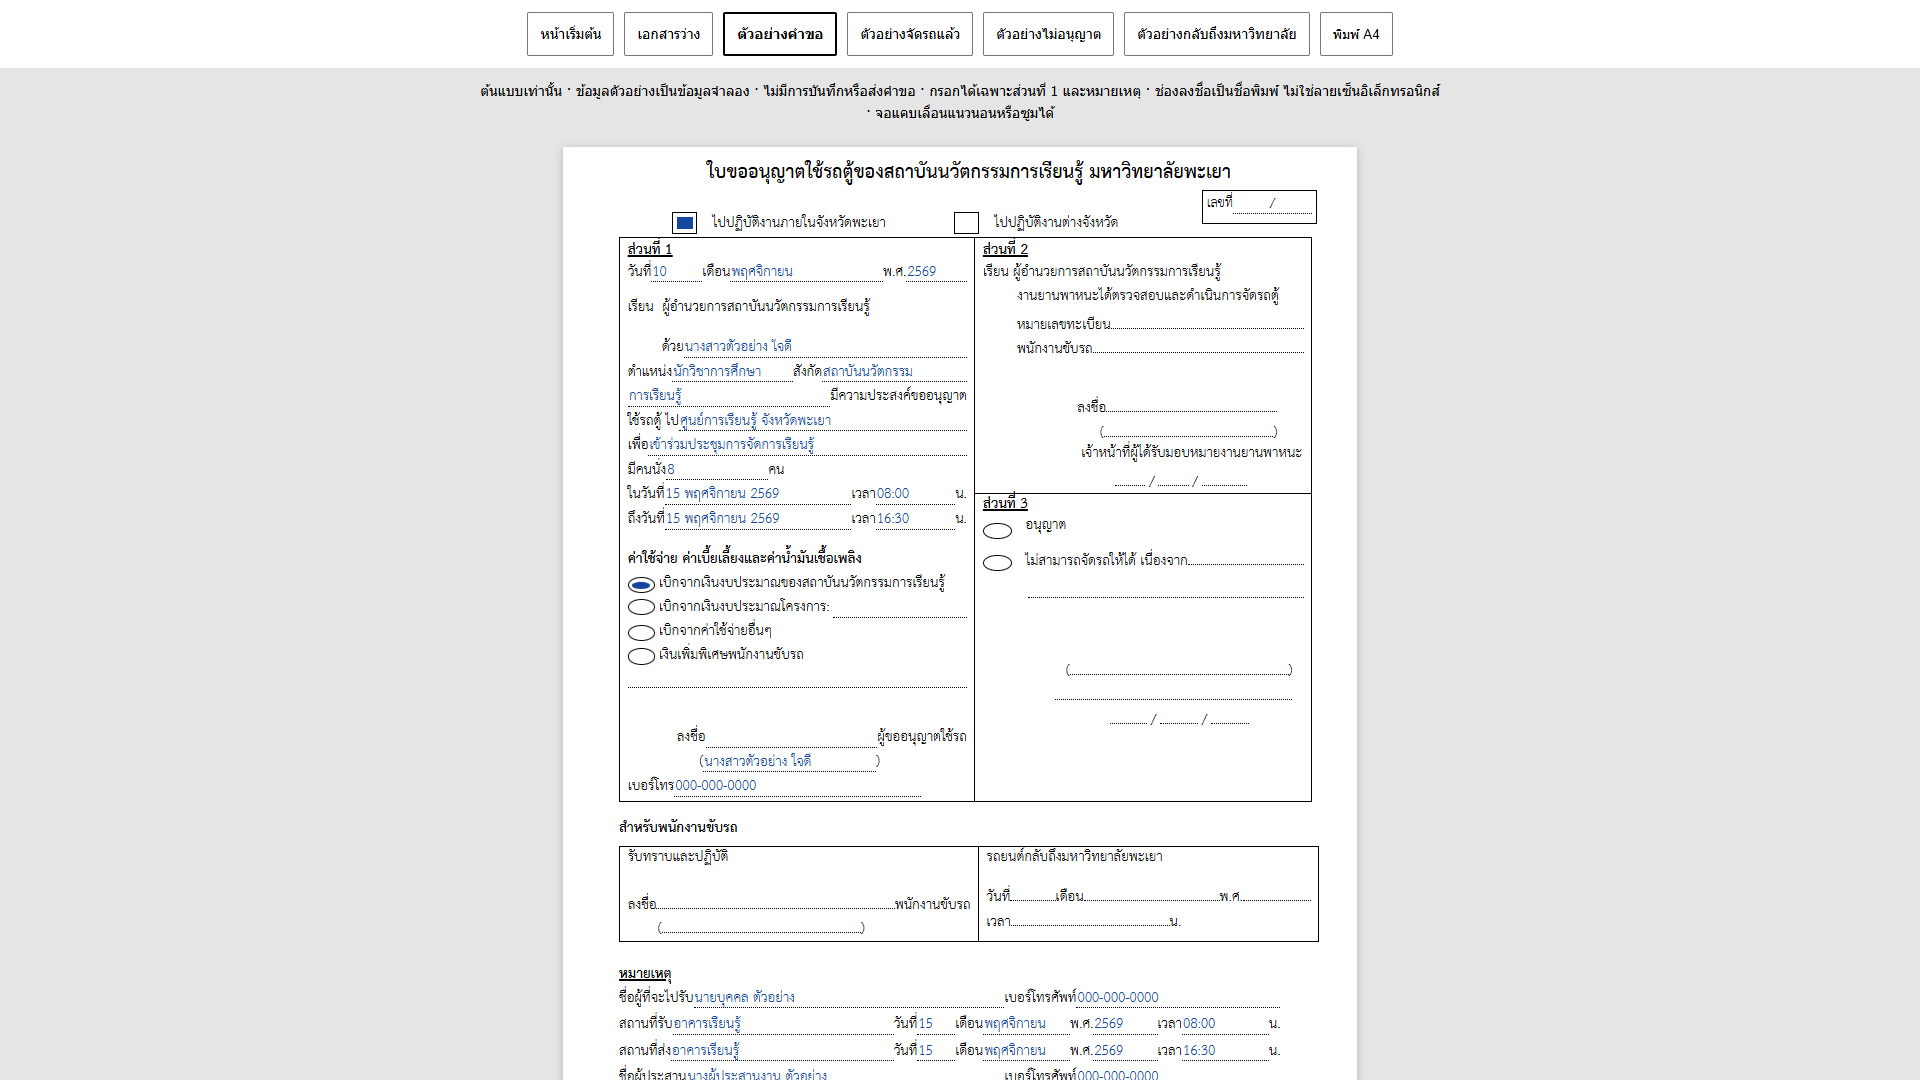 หน้าเริ่มต้น เอกสารว่าง ตัวอย่างคำขอ ตัวอย่างจัดรถแล้ว ตัวอย่างไม่อนุญาต ตัวอย่างกลับถึงมหาวิทยาลัย พิมพ์ A4
ต้นแบบเท่านั้น · ข้อมูลตัวอย่างเป็นข้อมูลจำลอง · ไม่มีการบันทึกหรือส่งคำขอ · กรอกได้เฉพาะส่วนที่ 1 และหมายเหตุ · ช่องลงชื่อเป็นชื่อพิมพ์ ไม่ใช่ลายเซ็นอิเล็กทรอนิกส์
· จอแคบเลื่อนแนวนอนหรือซูมได้
ใบขออนุญาตใช้รถตู้ของสถาบันนวัตกรรมการเรียนรู้ มหาวิทยาลัยพะเยา
เลขที่ /
ไปปฏิบัติงานภายในจังหวัดพะเยา ไปปฏิบัติงานต่างจังหวัด
ส่วนที่ 1
วันที่ 10 เดือน พฤศจิกายน พ.ศ. 2569
เรียน ผู้อำนวยการสถาบันนวัตกรรมการเรียนรู้
ด้วย นางสาวตัวอย่าง ใจดี
ตำแหน่ง นักวิชาการศึกษา สังกัด สถาบันนวัตกรรม
การเรียนรู้ มีความประสงค์ขออนุญาต
ใช้รถตู้ ไป ศูนย์การเรียนรู้ จังหวัดพะเยา
เพื่อ เข้าร่วมประชุมการจัดการเรียนรู้
มีคนนั่ง 8 คน
ในวันที่ 15 พฤศจิกายน 2569 เวลา 08:00 น.
ถึงวันที่ 15 พฤศจิกายน 2569 เวลา 16:30 น.
ค่าใช้จ่าย ค่าเบี้ยเลี้ยงและค่าน้ำมันเชื้อเพลิง
เบิกจากเงินงบประมาณของสถาบันนวัตกรรมการเรียนรู้
เบิกจากเงินงบประมาณโครงการ:
เบิกจากค่าใช้จ่ายอื่นๆ
เงินเพิ่มพิเศษพนักงานขับรถ
ลงชื่อ ผู้ขออนุญาตใช้รถ
( นางสาวตัวอย่าง ใจดี )
เบอร์โทร 000-000-0000
ส่วนที่ 2
เรียน ผู้อำนวยการสถาบันนวัตกรรมการเรียนรู้
งานยานพาหนะได้ตรวจสอบและดำเนินการจัดรถตู้
หมายเลขทะเบียน
พนักงานขับรถ
ลงชื่อ
( )
เจ้าหน้าที่ผู้ได้รับมอบหมายงานยานพาหนะ
/ /
ส่วนที่ 3
อนุญาต
ไม่สามารถจัดรถให้ได้ เนื่องจาก
( )
/ /
สำหรับพนักงานขับรถ
รับทราบและปฏิบัติ
ลงชื่อ พนักงานขับรถ
( )
รถยนต์กลับถึงมหาวิทยาลัยพะเยา
วันที่ เดือน พ.ศ.
เวลา น.
หมายเหตุ
ชื่อผู้ที่จะไปรับ นายบุคคล ตัวอย่าง เบอร์โทรศัพท์ 000-000-0000
สถานที่รับ อาคารเรียนรู้ วันที่ 15 เดือน พฤศจิกายน พ.ศ. 2569 เวลา 08:00 น.
สถานที่ส่ง อาคารเรียนรู้ วันที่ 15 เดือน พฤศจิกายน พ.ศ. 2569 เวลา 16:30 น.
ชื่อผู้ประสาน นางผู้ประสานงาน ตัวอย่าง เบอร์โทรศัพท์ 000-000-0000